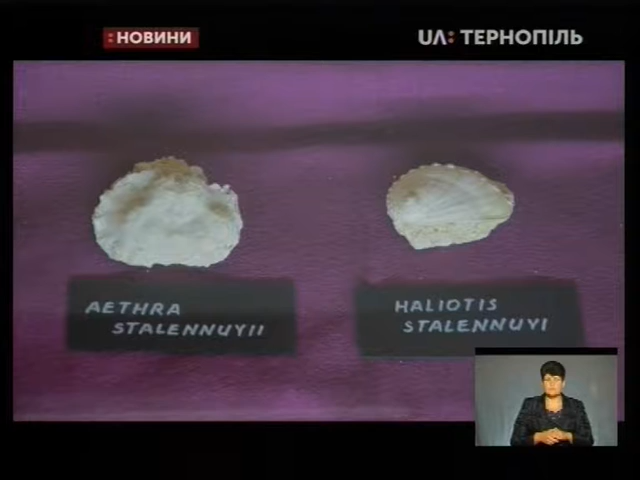 :НОВИНИ
UA: ТЕРНОПІЛЬ
AETHRA
STALENNUYII
HALIOTIS
STALENNUYI